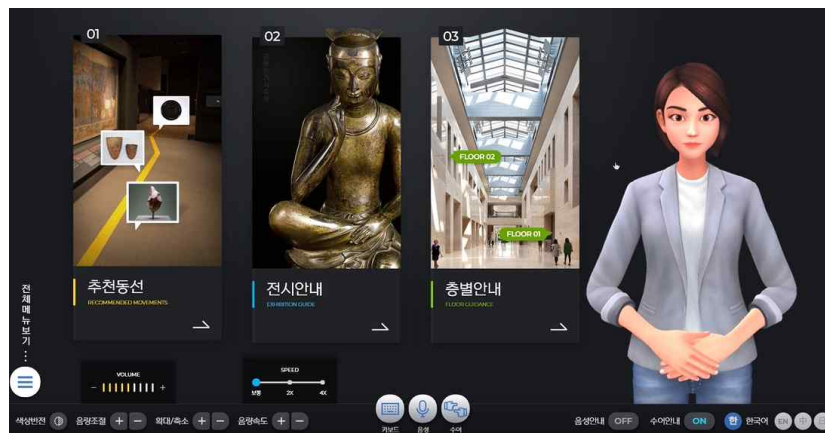 01
추천동선
RECOMMENDED MOVEMENTS
02
전시안내
EXHIBITION GUIDE
03
FLOOR 02
FLOOR 01
층별안내
FLOOR GUIDANCE
전체메뉴보기
VOLUME
- +
SPEED
보통 2X 4X
색상반전 음량조절 + - 확대/축소 + - 음량속도 + -
키보드 음성 수어
음성안내 OFF 수어안내 ON 한 한국어 EN 中 日